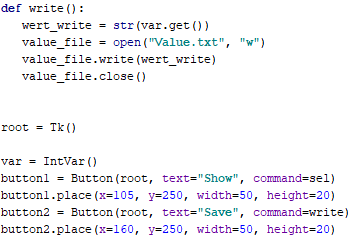 def write():
    wert_write = str(var.get())
    value_file = open("Value.txt", "w")
    value_file.write(wert_write)
    value_file.close()
root = Tk()
var = IntVar()
button1 = Button(root, text="Show", command=sel)
button1.place(x=105, y=250, width=50, height=20)
button2 = Button(root, text="Save", command=write)
button2.place(x=160, y=250, width=50, height=20)